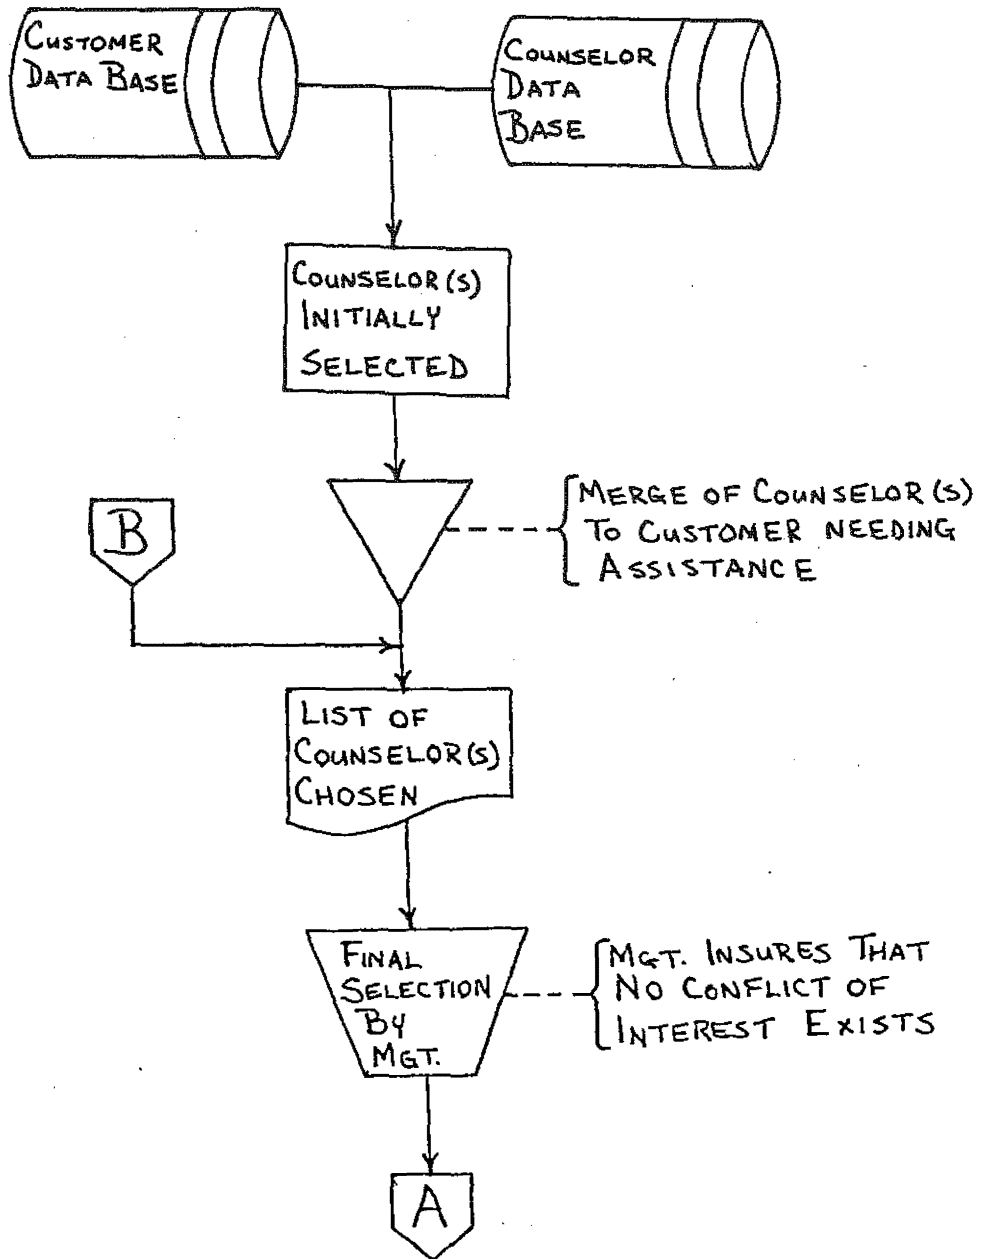 CUSTOMER
DATA BASE
COUNSELOR
DATA
BASE
COUNSELOR(S)
INITIALLY
SELECTED
MERGE OF COUNSELOR(S)
TO CUSTOMER NEEDING
ASSISTANCE
B
LIST OF
COUNSELOR(S)
CHOSEN
FINAL
SELECTION
BY
MGT.
MGT. INSURES THAT
NO CONFLICT OF
INTEREST EXISTS
A